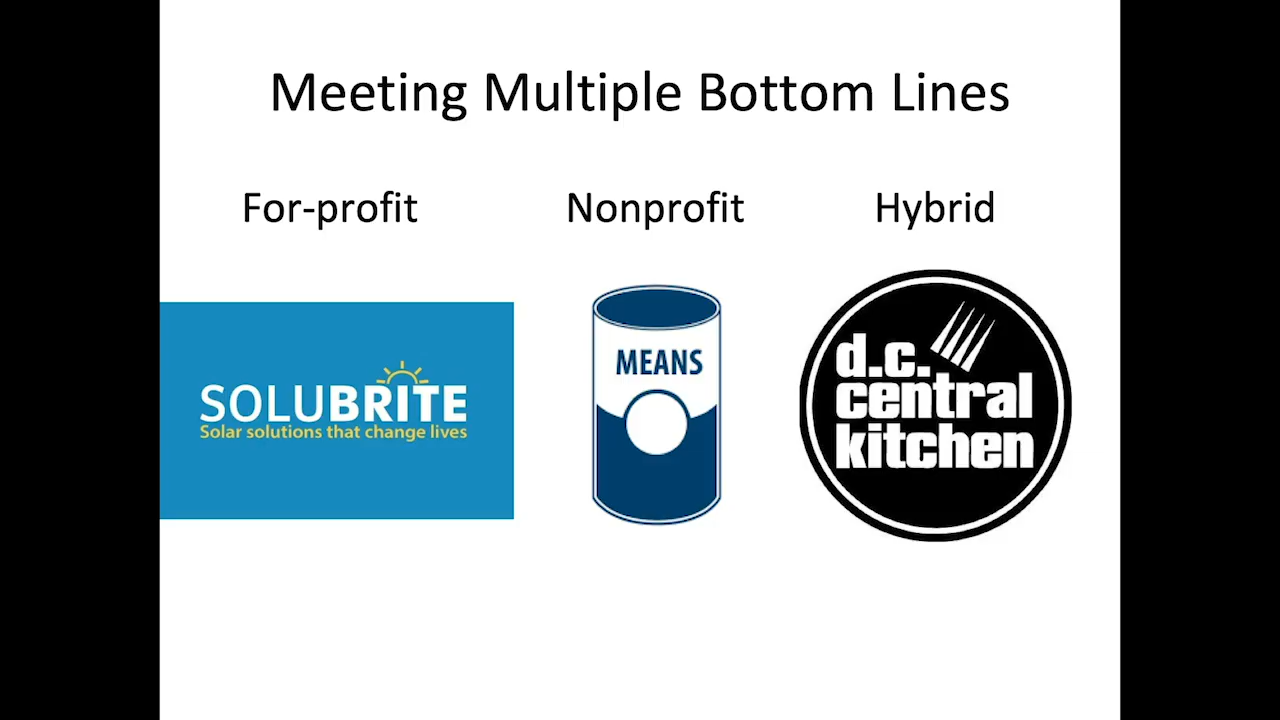 Meeting Multiple Bottom Lines
For-profit
Nonprofit
Hybrid
SOLUBRITE
Solar solutions that change lives
MEANS
d.c.
central
kitchen